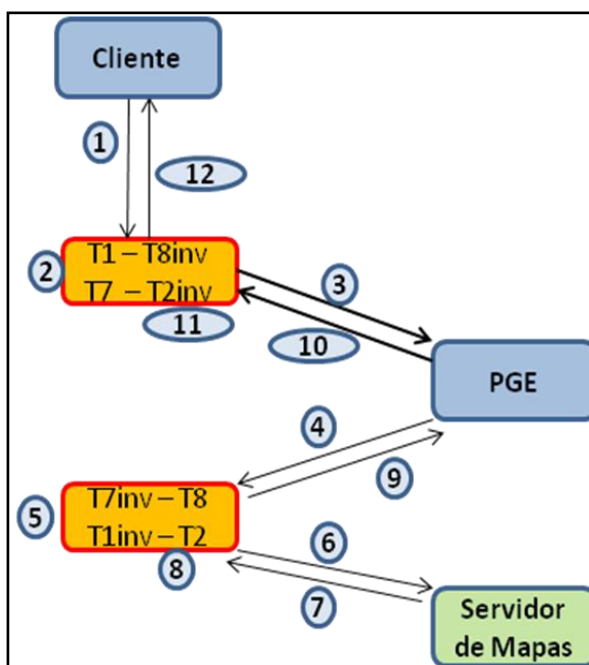 Cliente
1
12
2
T1 – T8inv
T7 – T2inv
3
11
10
PGE
4
9
5
T7inv – T8
T1inv – T2
6
8
7
Servidor
de Mapas